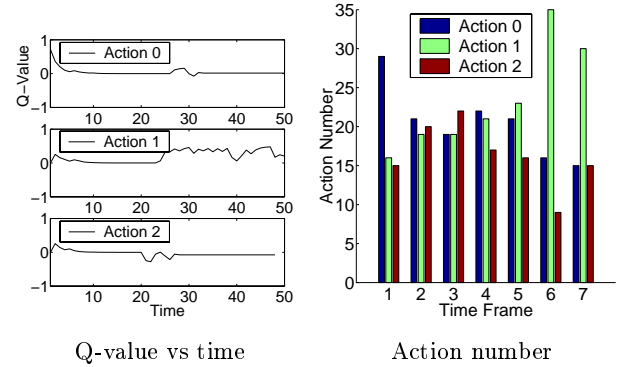 1
0
−1
Q−Value
Action 0
10 20 30 40 50
1
0
−1
Action 1
10 20 30 40 50
1
0
−1
Action 2
10 20 30 40 50
Time
Q-value vs time
35
30
25
20
15
10
5
0
Action Number
Action 0
Action 1
Action 2
1 2 3 4 5 6 7
Time Frame
Action number